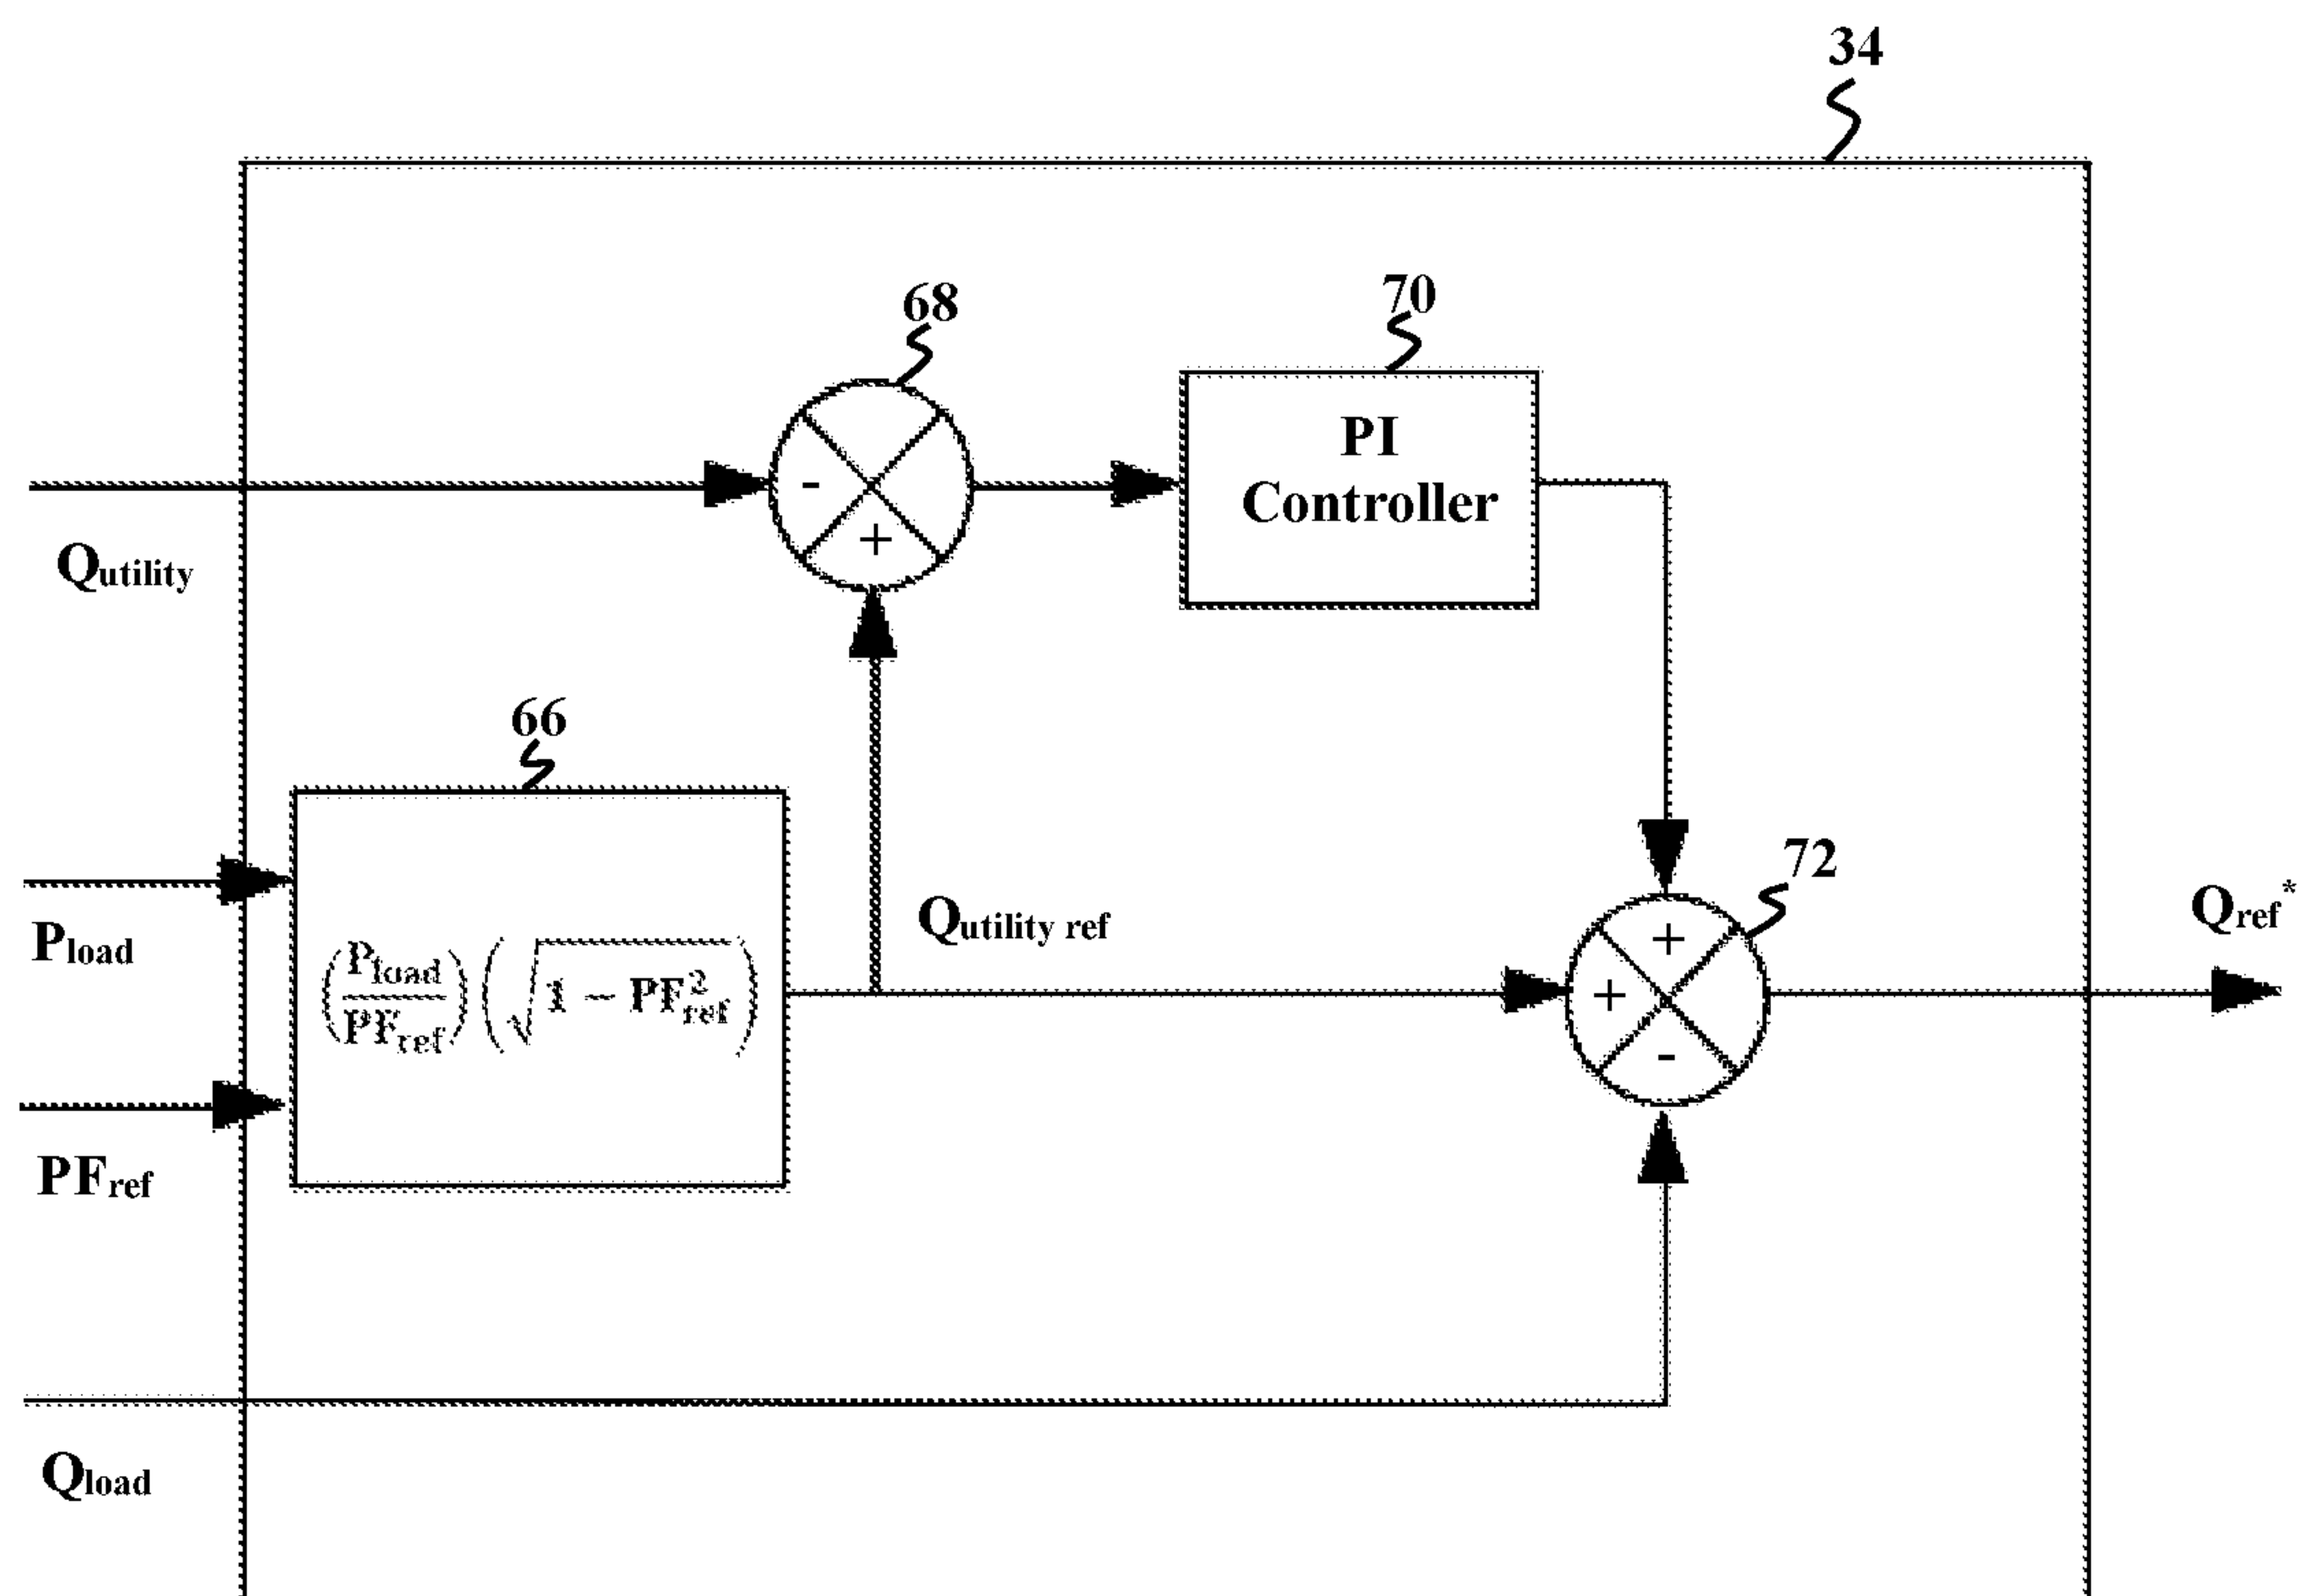 34
68
70
PI
Controller
-
+
Qutility
66
72
Qutility ref
Qref*
Pload
(Pload/PFref)(√1 − PF²ref)
+
+
-
PFref
Qload